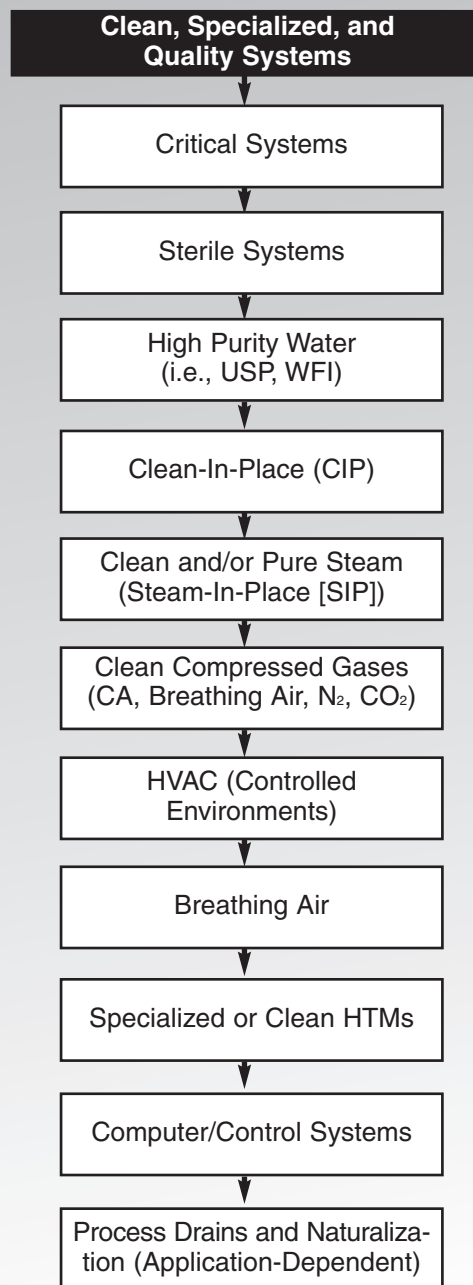 Clean, Specialized, and
Quality Systems
Critical Systems
Sterile Systems
High Purity Water
(i.e., USP, WFI)
Clean-In-Place (CIP)
Clean and/or Pure Steam
(Steam-In-Place [SIP])
Clean Compressed Gases
(CA, Breathing Air, N₂, CO₂)
HVAC (Controlled
Environments)
Breathing Air
Specialized or Clean HTMs
Computer/Control Systems
Process Drains and Naturaliza-
tion (Application-Dependent)